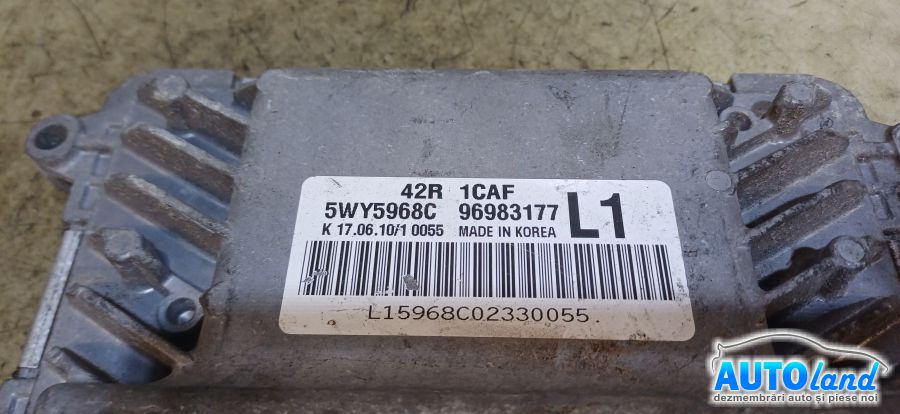 42R 1CAF
5WY5968C 96983177 L1
K 17.06.10/1 0055 MADE IN KOREA
L15968C02330055.
AUTOland
dezmembrări auto și piese noi